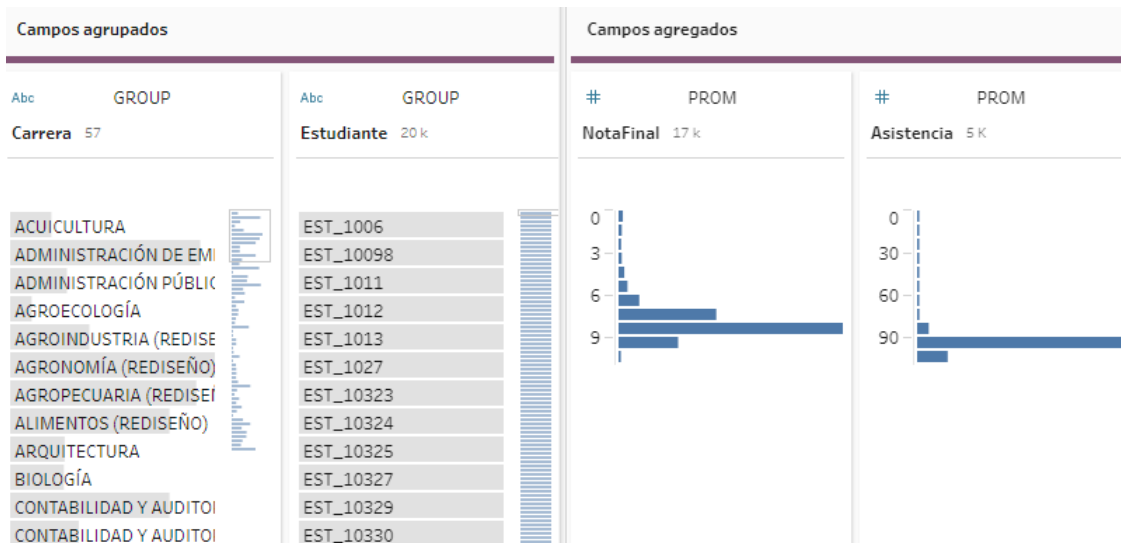 Campos agrupados
Campos agregados
Abc GROUP
Carrera 57
ACUICULTURA
ADMINISTRACIÓN DE EMI
ADMINISTRACIÓN PÚBLIC
AGROECOLOGÍA
AGROINDUSTRIA (REDISE
AGRONOMÍA (REDISEÑO)
AGROPECUARIA (REDISEÑ
ALIMENTOS (REDISEÑO)
ARQUITECTURA
BIOLOGÍA
CONTABILIDAD Y AUDITOI
CONTABILIDAD Y AUDITOI
Abc GROUP
Estudiante 20 k
EST_1006
EST_10098
EST_1011
EST_1012
EST_1013
EST_1027
EST_10323
EST_10324
EST_10325
EST_10327
EST_10329
EST_10330
# PROM
NotaFinal 17 k
0
3
6
9
# PROM
Asistencia 5 K
0
30
60
90